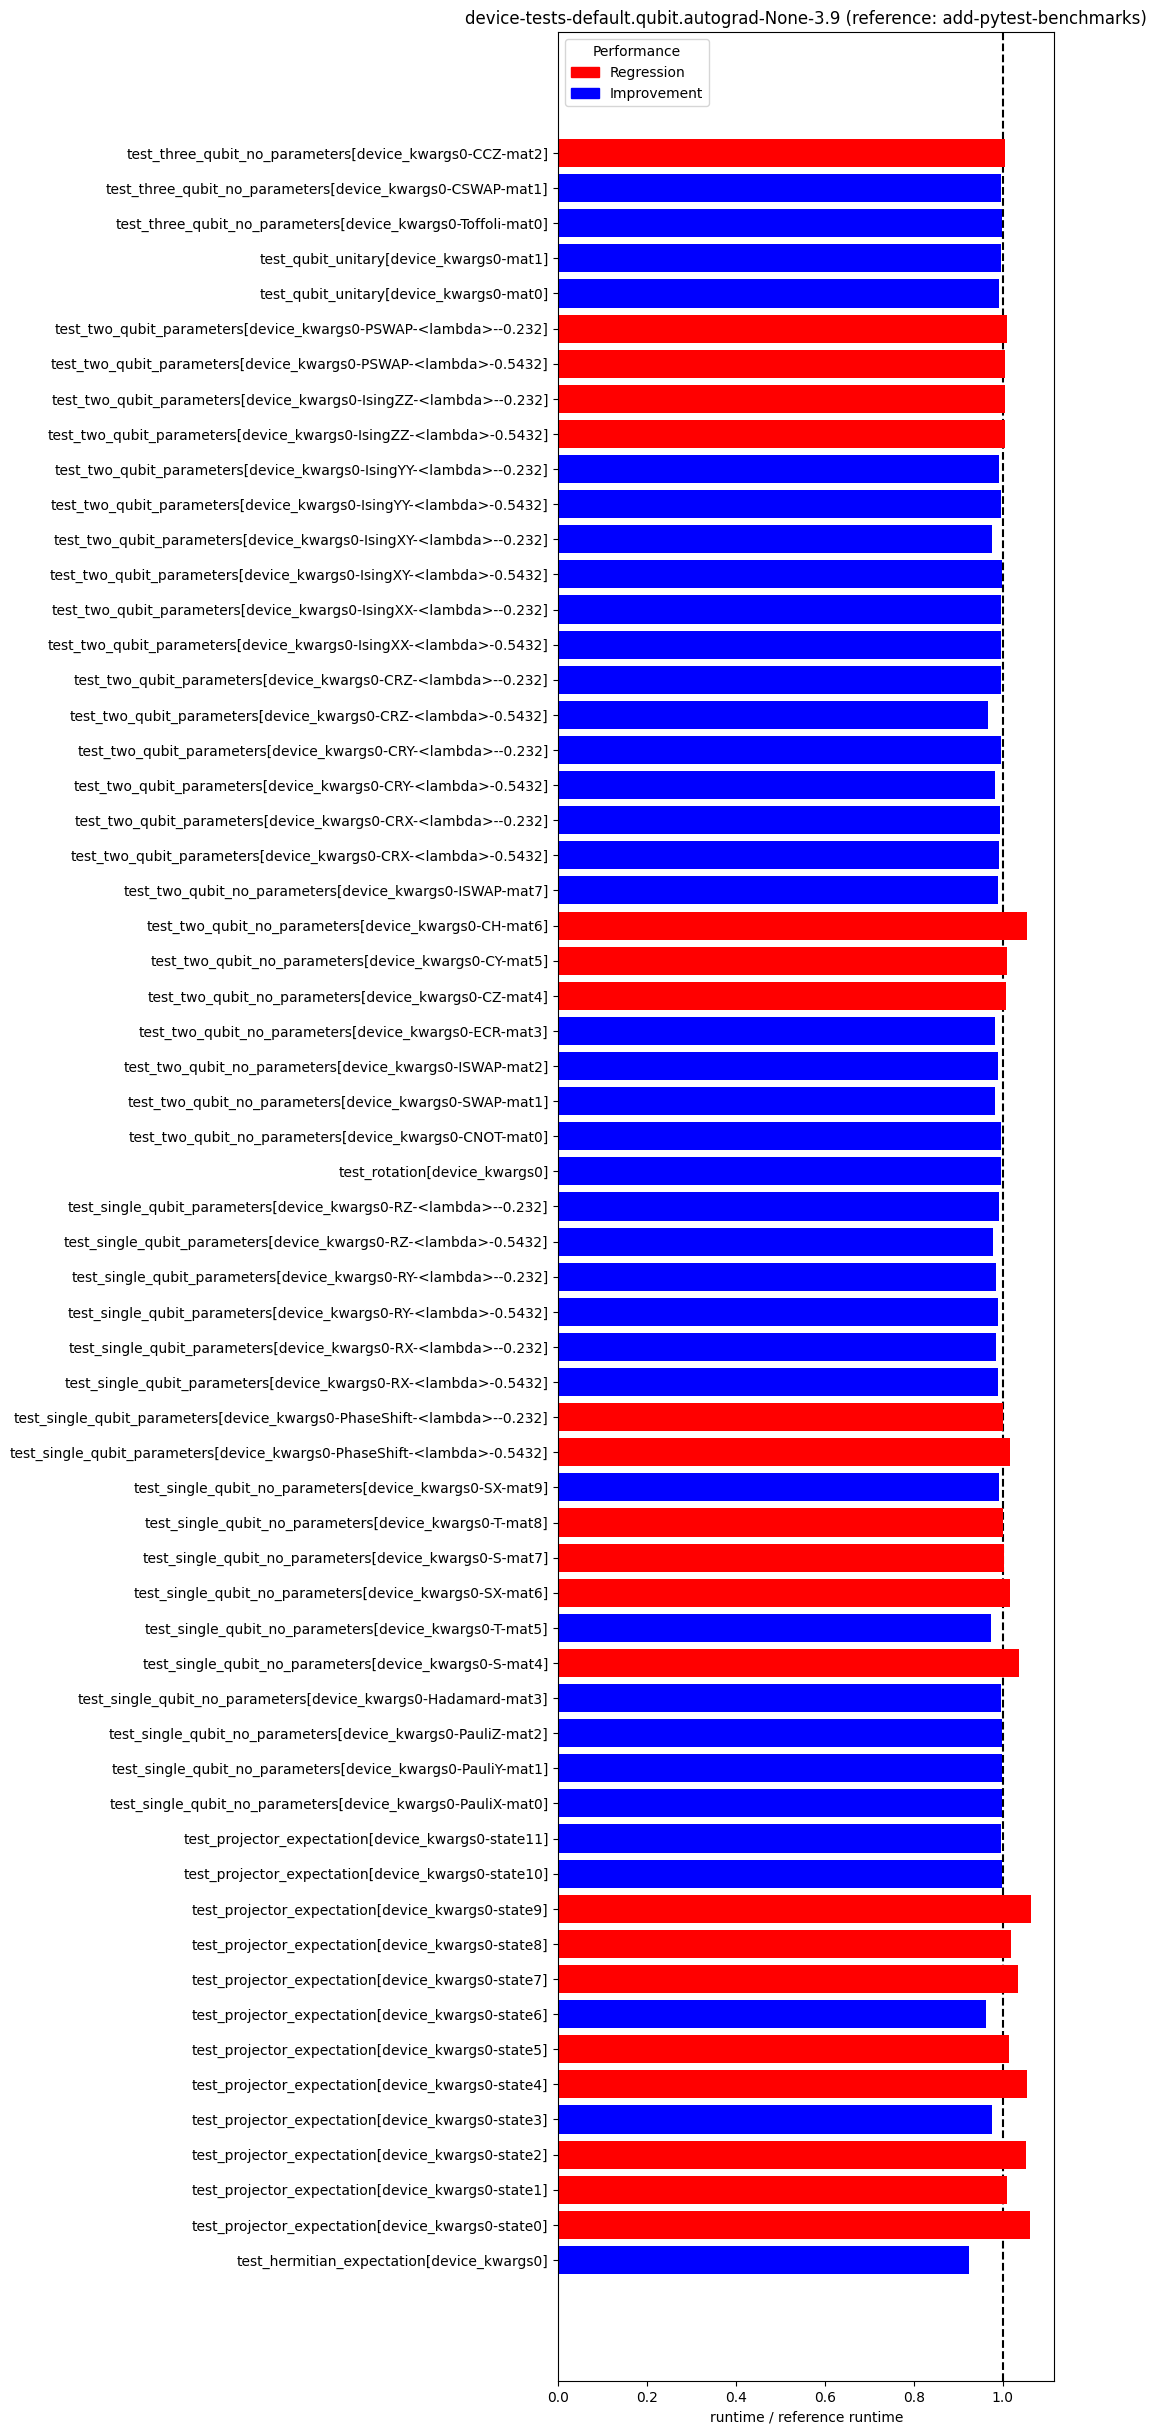 device-tests-default.qubit.autograd-None-3.9 (reference: add-pytest-benchmarks)
Performance
Regression
Improvement
test_three_qubit_no_parameters[device_kwargs0-CCZ-mat2]
test_three_qubit_no_parameters[device_kwargs0-CSWAP-mat1]
test_three_qubit_no_parameters[device_kwargs0-Toffoli-mat0]
test_qubit_unitary[device_kwargs0-mat1]
test_qubit_unitary[device_kwargs0-mat0]
test_two_qubit_parameters[device_kwargs0-PSWAP-<lambda>--0.232]
test_two_qubit_parameters[device_kwargs0-PSWAP-<lambda>-0.5432]
test_two_qubit_parameters[device_kwargs0-IsingZZ-<lambda>--0.232]
test_two_qubit_parameters[device_kwargs0-IsingZZ-<lambda>-0.5432]
test_two_qubit_parameters[device_kwargs0-IsingYY-<lambda>--0.232]
test_two_qubit_parameters[device_kwargs0-IsingYY-<lambda>-0.5432]
test_two_qubit_parameters[device_kwargs0-IsingXY-<lambda>--0.232]
test_two_qubit_parameters[device_kwargs0-IsingXY-<lambda>-0.5432]
test_two_qubit_parameters[device_kwargs0-IsingXX-<lambda>--0.232]
test_two_qubit_parameters[device_kwargs0-IsingXX-<lambda>-0.5432]
test_two_qubit_parameters[device_kwargs0-CRZ-<lambda>--0.232]
test_two_qubit_parameters[device_kwargs0-CRZ-<lambda>-0.5432]
test_two_qubit_parameters[device_kwargs0-CRY-<lambda>--0.232]
test_two_qubit_parameters[device_kwargs0-CRY-<lambda>-0.5432]
test_two_qubit_parameters[device_kwargs0-CRX-<lambda>--0.232]
test_two_qubit_parameters[device_kwargs0-CRX-<lambda>-0.5432]
test_two_qubit_no_parameters[device_kwargs0-ISWAP-mat7]
test_two_qubit_no_parameters[device_kwargs0-CH-mat6]
test_two_qubit_no_parameters[device_kwargs0-CY-mat5]
test_two_qubit_no_parameters[device_kwargs0-CZ-mat4]
test_two_qubit_no_parameters[device_kwargs0-ECR-mat3]
test_two_qubit_no_parameters[device_kwargs0-ISWAP-mat2]
test_two_qubit_no_parameters[device_kwargs0-SWAP-mat1]
test_two_qubit_no_parameters[device_kwargs0-CNOT-mat0]
test_rotation[device_kwargs0]
test_single_qubit_parameters[device_kwargs0-RZ-<lambda>--0.232]
test_single_qubit_parameters[device_kwargs0-RZ-<lambda>-0.5432]
test_single_qubit_parameters[device_kwargs0-RY-<lambda>--0.232]
test_single_qubit_parameters[device_kwargs0-RY-<lambda>-0.5432]
test_single_qubit_parameters[device_kwargs0-RX-<lambda>--0.232]
test_single_qubit_parameters[device_kwargs0-RX-<lambda>-0.5432]
test_single_qubit_parameters[device_kwargs0-PhaseShift-<lambda>--0.232]
test_single_qubit_parameters[device_kwargs0-PhaseShift-<lambda>-0.5432]
test_single_qubit_no_parameters[device_kwargs0-SX-mat9]
test_single_qubit_no_parameters[device_kwargs0-T-mat8]
test_single_qubit_no_parameters[device_kwargs0-S-mat7]
test_single_qubit_no_parameters[device_kwargs0-SX-mat6]
test_single_qubit_no_parameters[device_kwargs0-T-mat5]
test_single_qubit_no_parameters[device_kwargs0-S-mat4]
test_single_qubit_no_parameters[device_kwargs0-Hadamard-mat3]
test_single_qubit_no_parameters[device_kwargs0-PauliZ-mat2]
test_single_qubit_no_parameters[device_kwargs0-PauliY-mat1]
test_single_qubit_no_parameters[device_kwargs0-PauliX-mat0]
test_projector_expectation[device_kwargs0-state11]
test_projector_expectation[device_kwargs0-state10]
test_projector_expectation[device_kwargs0-state9]
test_projector_expectation[device_kwargs0-state8]
test_projector_expectation[device_kwargs0-state7]
test_projector_expectation[device_kwargs0-state6]
test_projector_expectation[device_kwargs0-state5]
test_projector_expectation[device_kwargs0-state4]
test_projector_expectation[device_kwargs0-state3]
test_projector_expectation[device_kwargs0-state2]
test_projector_expectation[device_kwargs0-state1]
test_projector_expectation[device_kwargs0-state0]
test_hermitian_expectation[device_kwargs0]
0.0 0.2 0.4 0.6 0.8 1.0
runtime / reference runtime